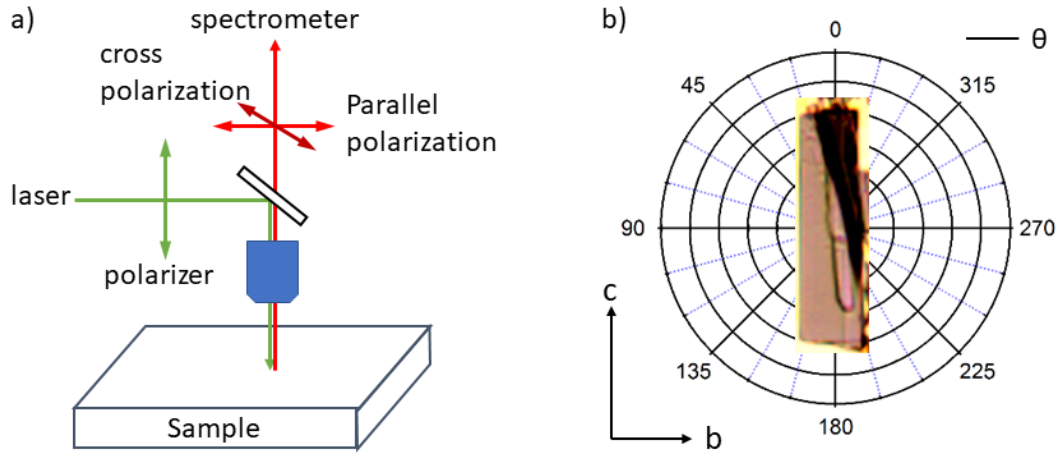 a)
spectrometer
cross
polarization
Parallel
polarization
laser
polarizer
Sample
b)
0
θ
45
315
90
270
c
135
225
180
b